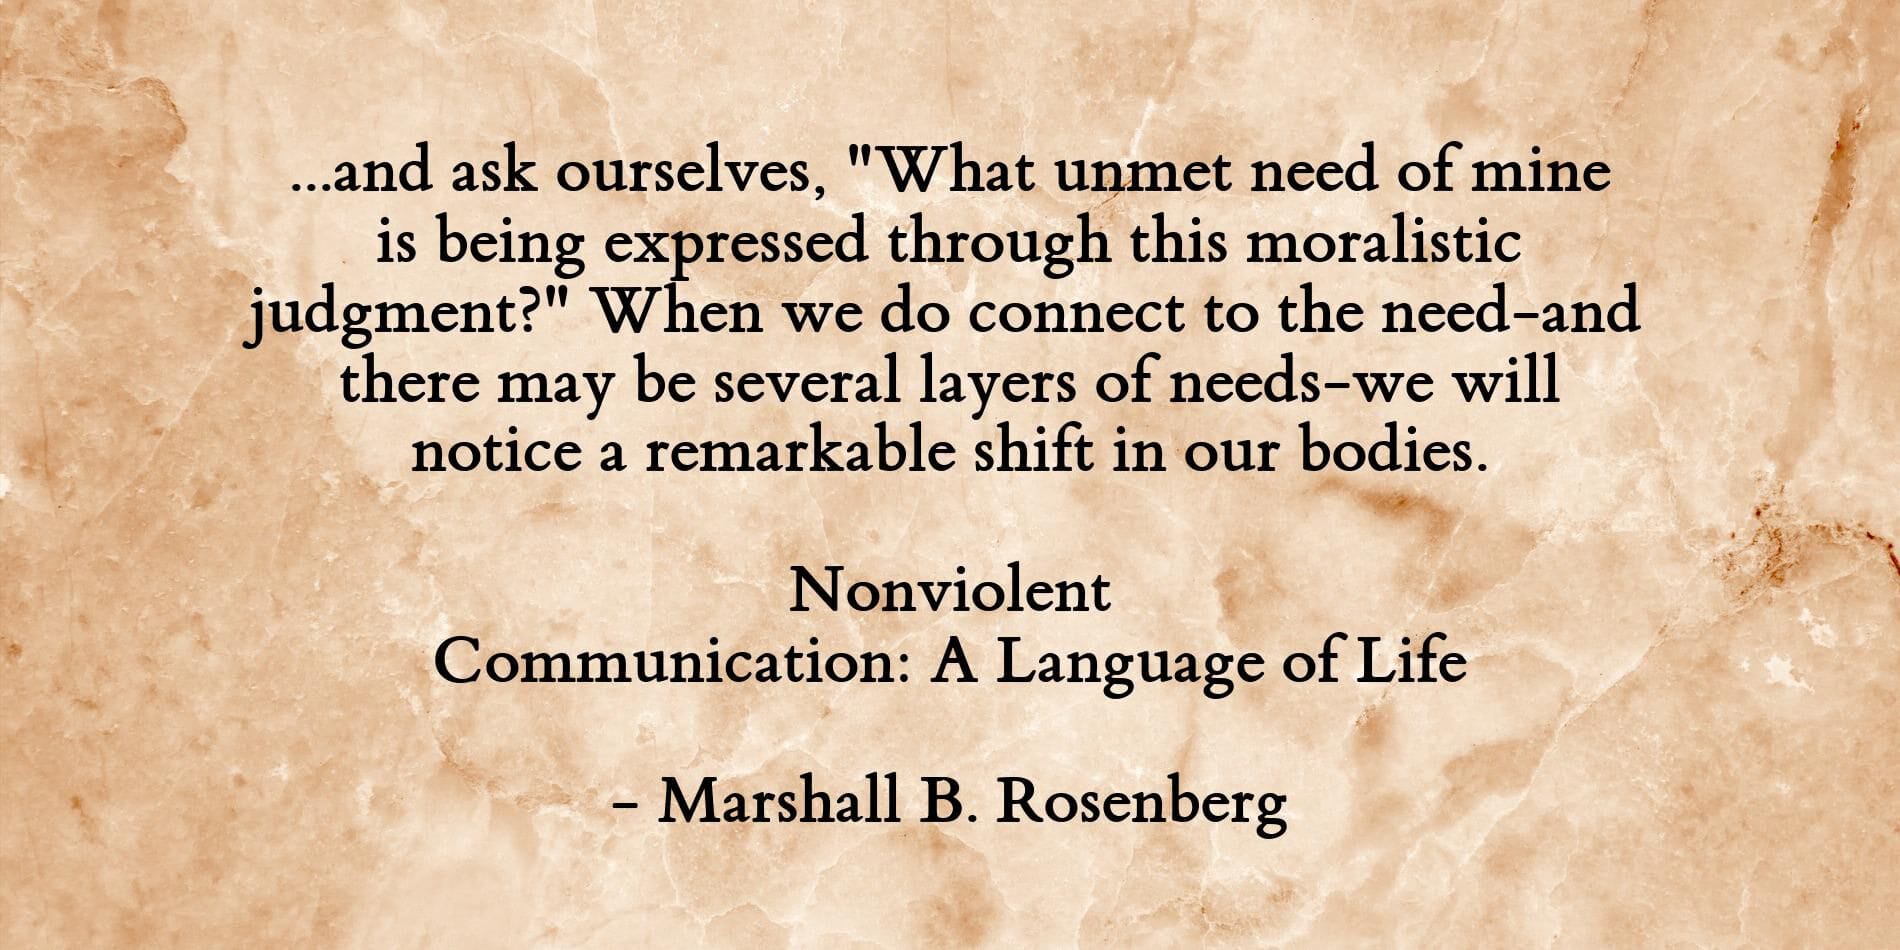 ...and ask ourselves, "What unmet need of mine
is being expressed through this moralistic
judgment?" When we do connect to the need-and
there may be several layers of needs-we will
notice a remarkable shift in our bodies.
Nonviolent
Communication: A Language of Life
- Marshall B. Rosenberg